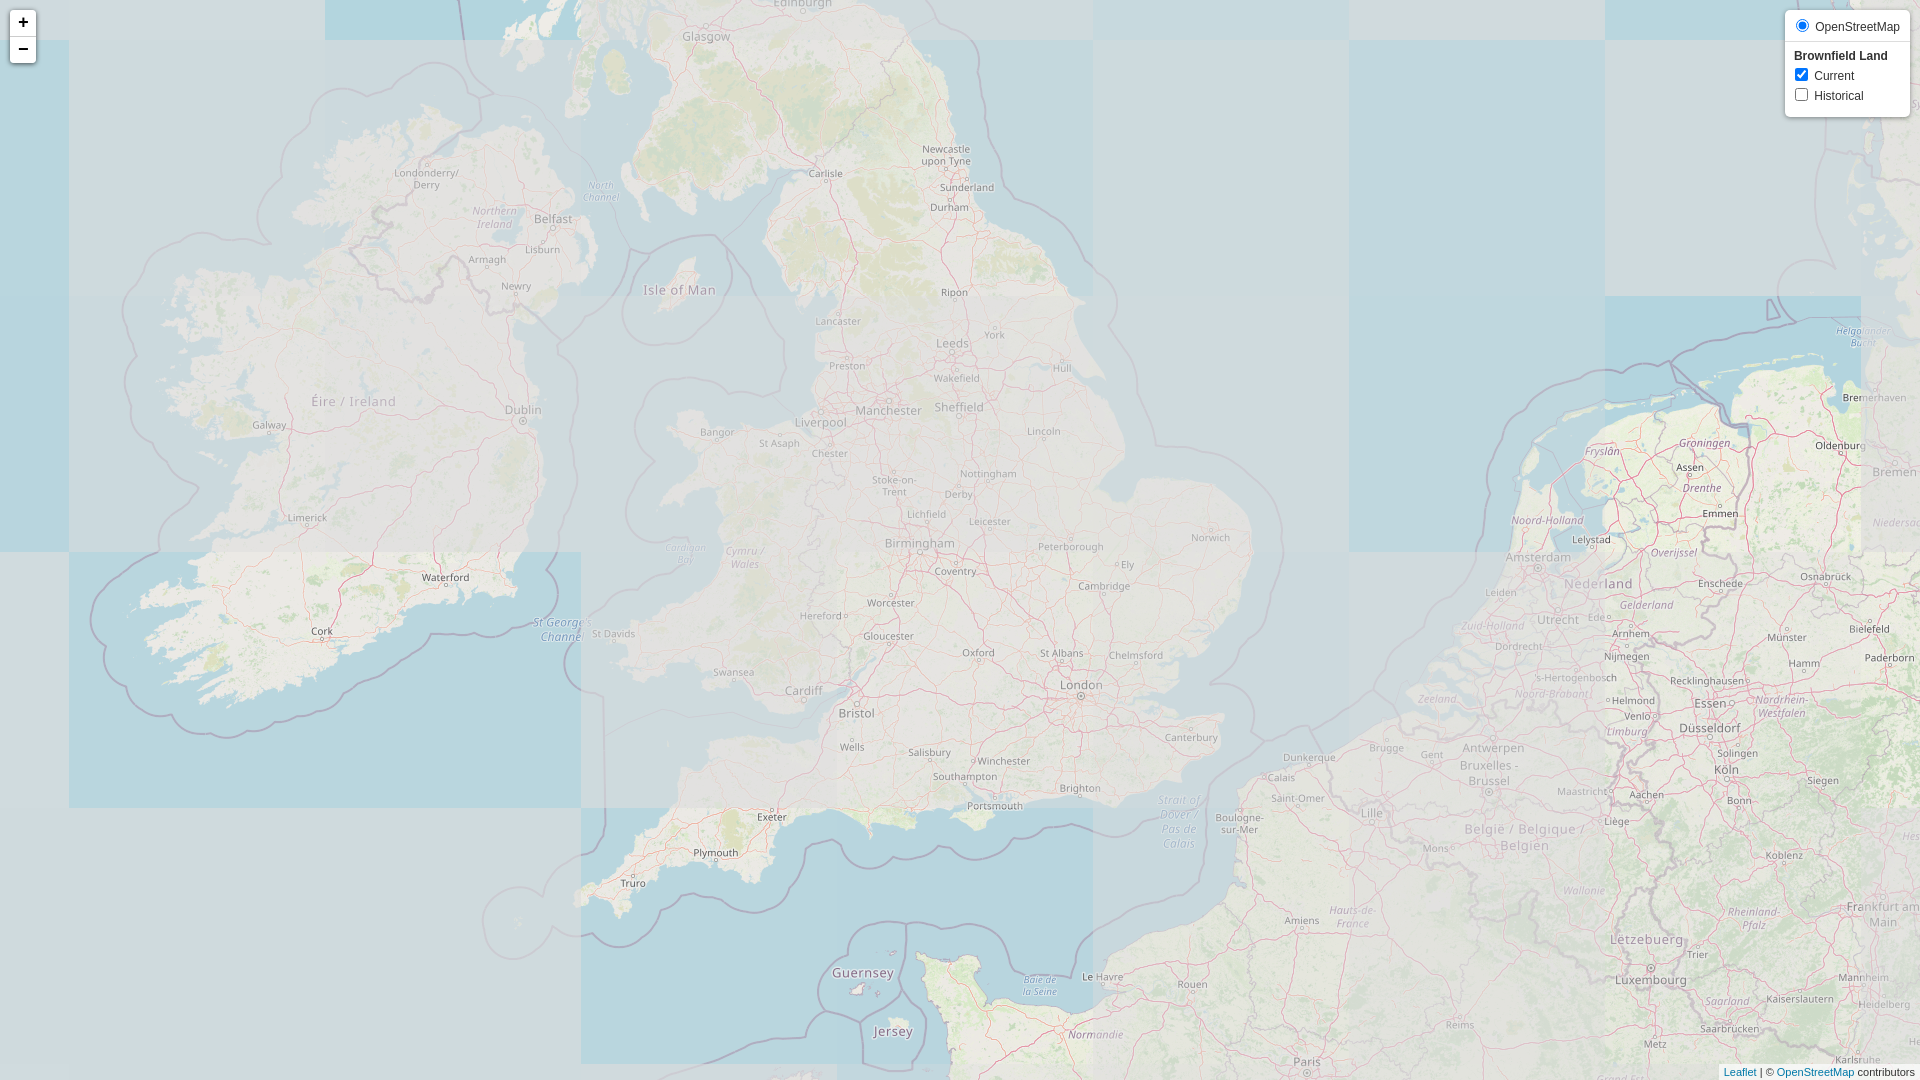 +
−
OpenStreetMap
Brownfield Land
Current
Historical
Edinburgh
Glasgow
Newcastle
upon Tyne
Carlisle
Sunderland
Durham
Londonderry/
Derry
North
Channel
Northern
Ireland
Belfast
Lisburn
Armagh
Newry
Isle of Man
Ripon
Lancaster
York
Leeds
Preston
Hull
Wakefield
Éire / Ireland
Dublin
Galway
Manchester
Sheffield
Liverpool
Bangor
St Asaph
Chester
Lincoln
Nottingham
Stoke-on-
Trent
Derby
Lichfield
Leicester
Limerick
Birmingham
Peterborough
Norwich
Cardigan
Bay
Cymru /
Wales
Coventry
Ely
Cambridge
Waterford
Worcester
Hereford
Cork
St George's
Channel
St Davids
Gloucester
Oxford
St Albans
Chelmsford
Swansea
Cardiff
London
Bristol
Wells
Salisbury
Winchester
Canterbury
Southampton
Portsmouth
Brighton
Exeter
Plymouth
Truro
Strait of
Dover /
Pas de
Calais
Dunkerque
Calais
Saint-Omer
Boulogne-
sur-Mer
Lille
Brugge
Gent
Antwerpen
Bruxelles -
Brussel
België / Belgique /
Belgien
Mons
Wallonie
Maastricht
Liège
Aachen
Helgoländer
Bucht
Bremerhaven
Oldenburg
Bremen
Groningen
Fryslân
Assen
Drenthe
Emmen
Noord-Holland
Lelystad
Amsterdam
Overijssel
Nederland
Enschede
Osnabrück
Leiden
Gelderland
Utrecht
Ede
Zuid-Holland
Arnhem
Dordrecht
Nijmegen
Münster
Bielefeld
Hamm
Paderborn
's-Hertogenbosch
Noord-Brabant
Zeeland
Recklinghausen
Helmond
Essen
Nordrhein-
Westfalen
Venlo
Limburg
Düsseldorf
Solingen
Köln
Siegen
Bonn
Koblenz
Frankfurt am
Main
Rheinland-
Pfalz
Lëtzebuerg
Trier
Luxembourg
Mannheim
Saarland
Kaiserslautern
Heidelberg
Saarbrücken
Metz
Karlsruhe
Amiens
Hauts-de-
France
Guernsey
Jersey
Baie de
la Seine
Le Havre
Rouen
Normandie
Reims
Paris
Grand Est
Leaflet | © OpenStreetMap contributors